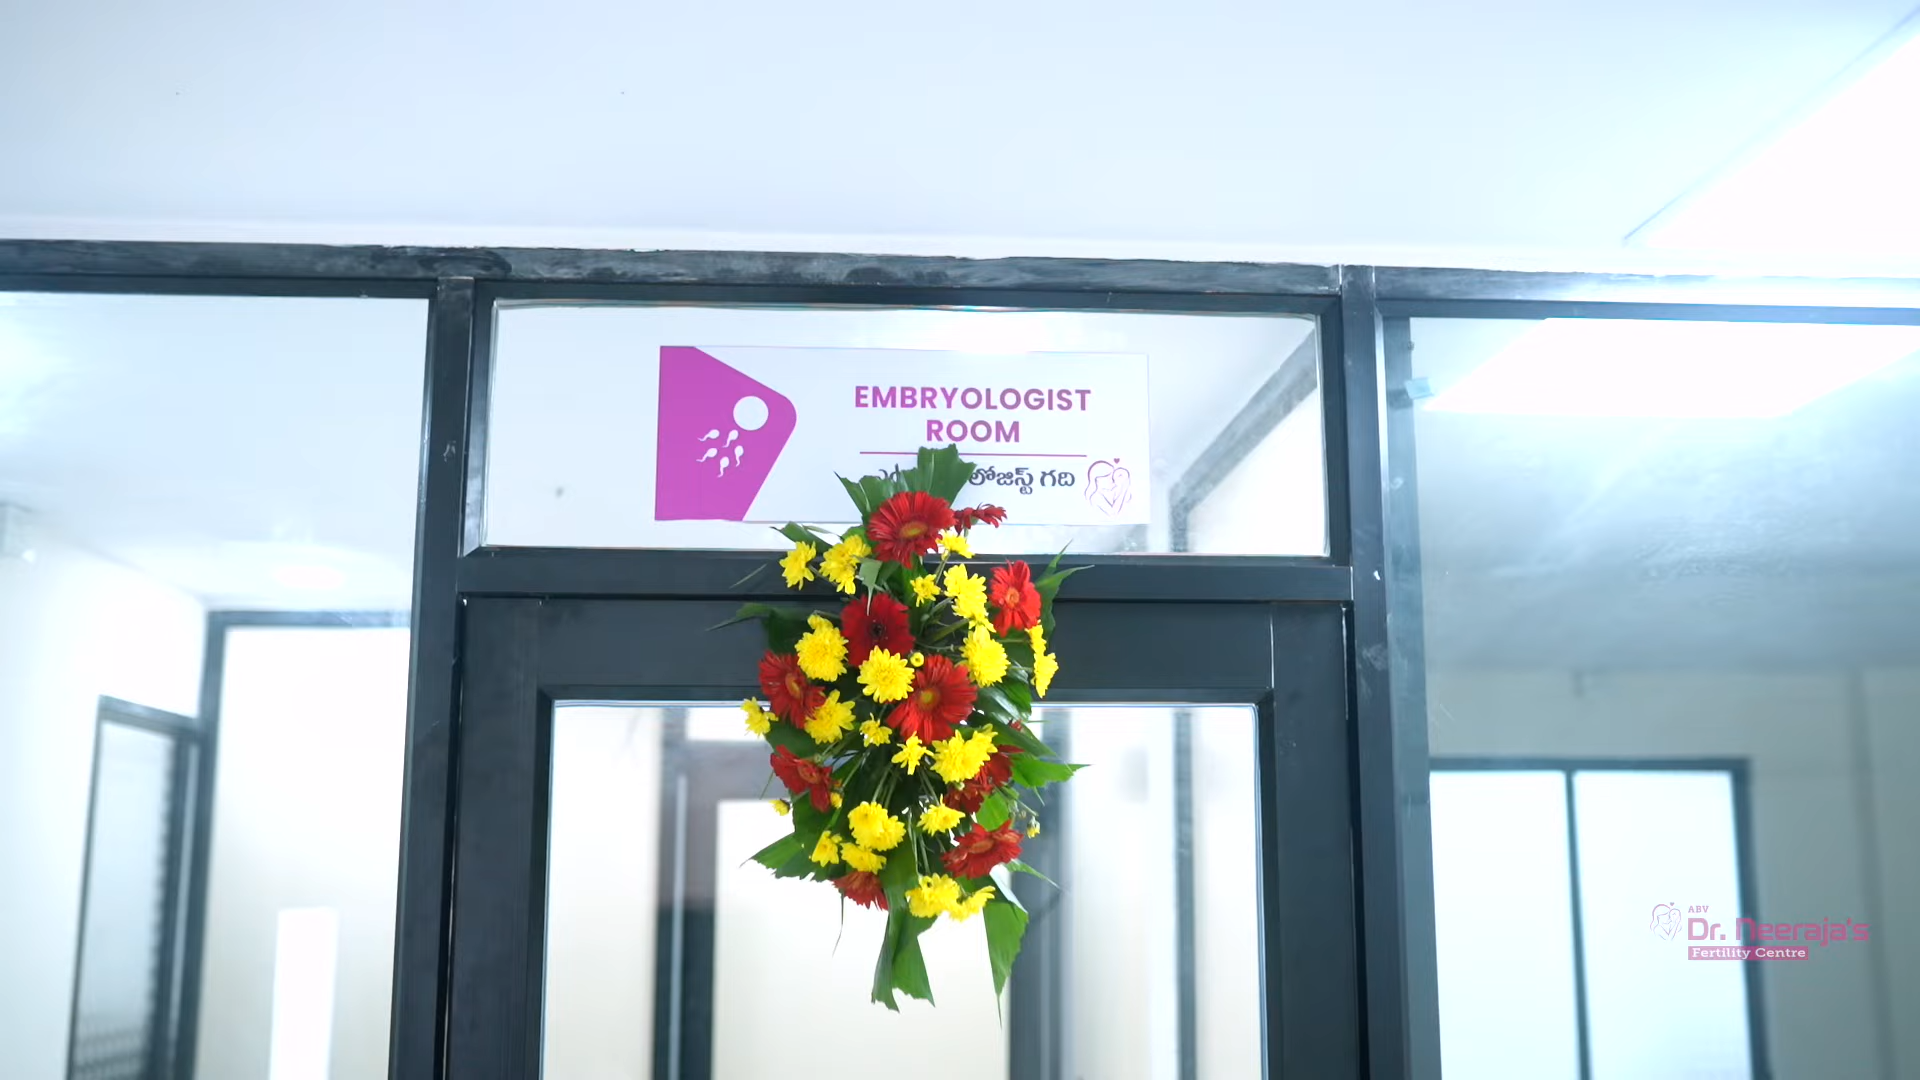 EMBRYOLOGIST
ROOM
గది
ABV
Dr. Neeraja's
Fertility Centre